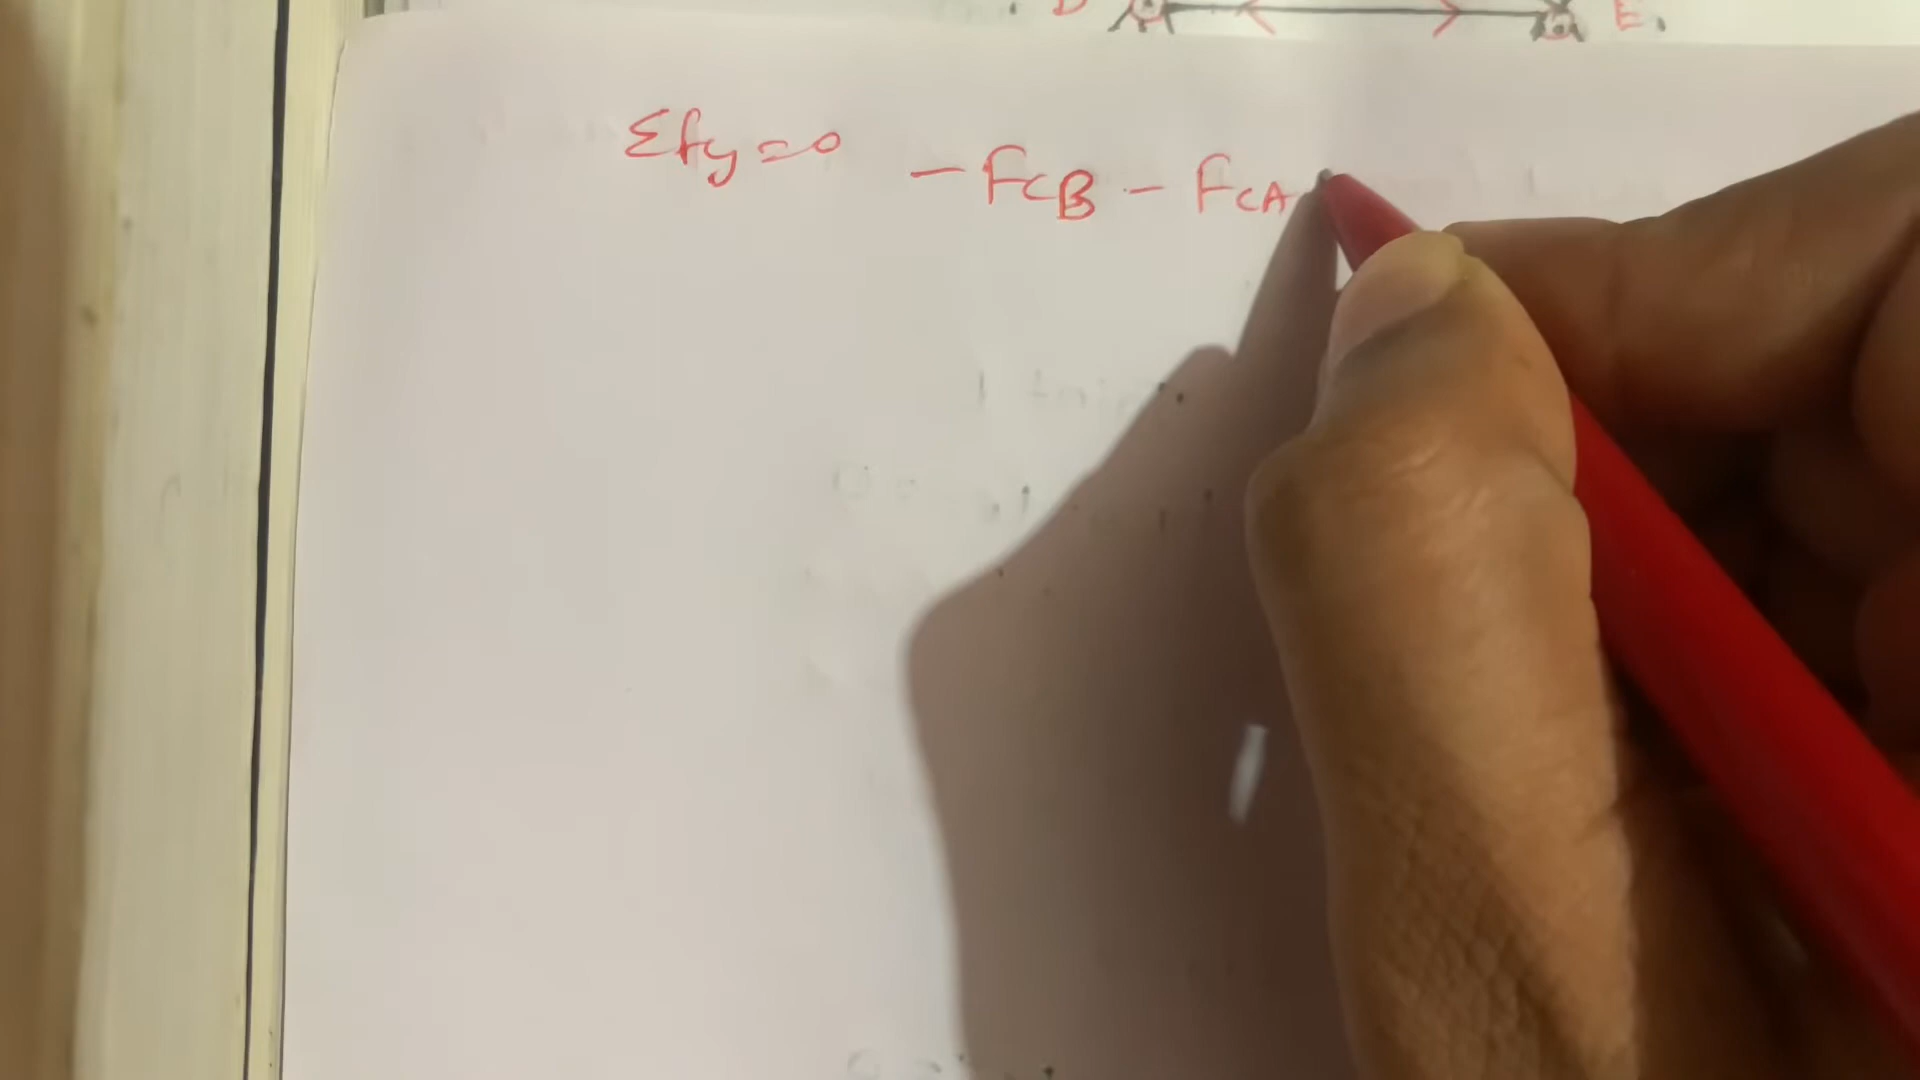 D E.
Σfy=0 - FCB - FCA